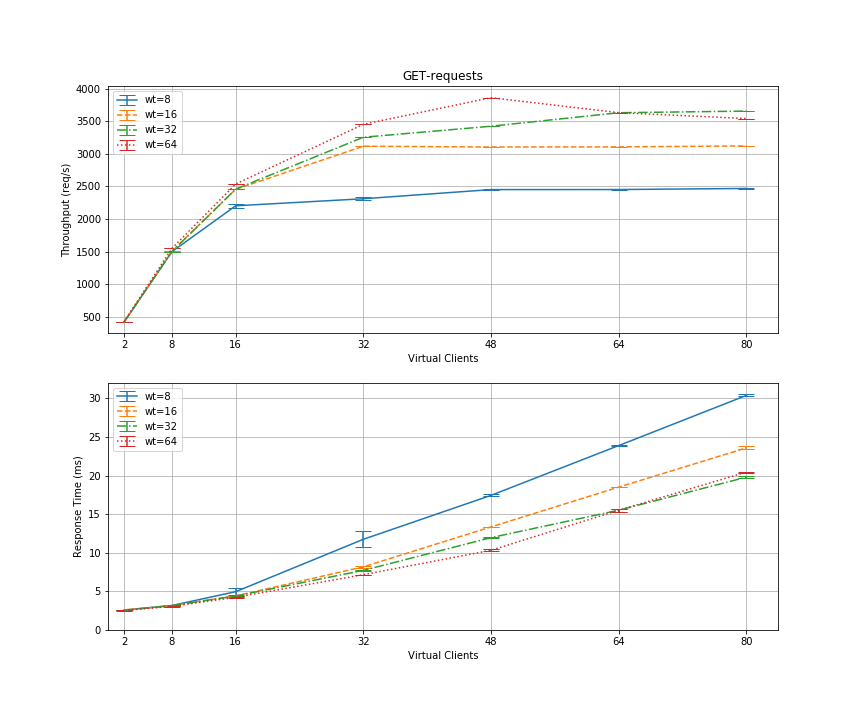 GET-requests
4000
3500
3000
2500
2000
1500
1000
500
Throughput (req/s)
wt=8
wt=16
wt=32
wt=64
2 8 16 32 48 64 80
Virtual Clients
30
25
20
15
10
5
0
Response Time (ms)
wt=8
wt=16
wt=32
wt=64
2 8 16 32 48 64 80
Virtual Clients